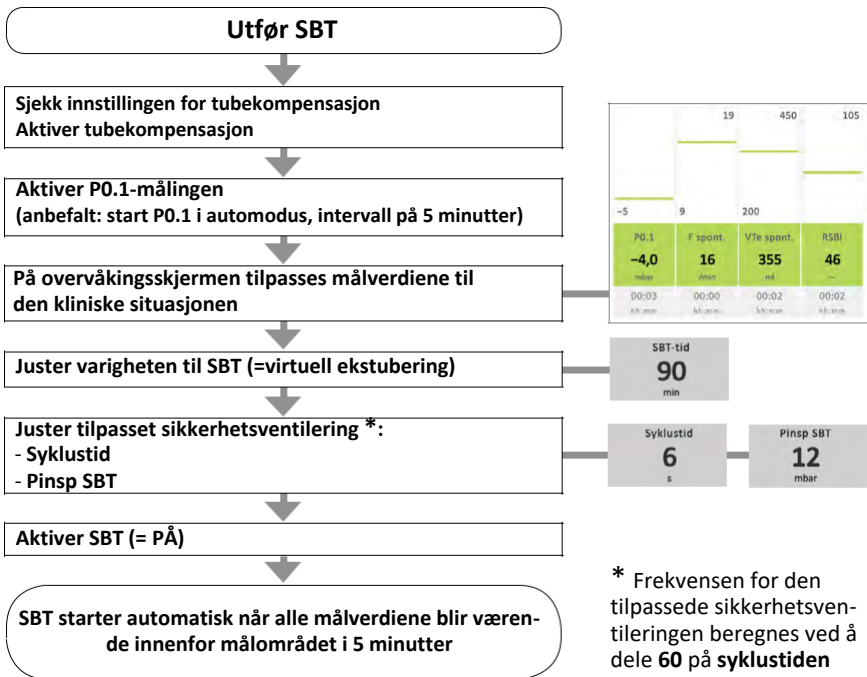 Utfør SBT
Sjekk innstillingen for tubekompensasjon
Aktiver tubekompensasjon
Aktiver P0.1-målingen
(anbefalt: start P0.1 i automodus, intervall på 5 minutter)
På overvåkingsskjermen tilpasses målverdiene til
den kliniske situasjonen
19 450 105
-5 9 200
P0.1 F spont. VTe spont. RSBI
-4,0 16 355 46
mbar /min ml --
00:03 00:00 00:02 00:02
hh:mm hh:mm hh:mm hh:mm
Juster varigheten til SBT (=virtuell ekstubering)
SBT-tid
90
min
Juster tilpasset sikkerhetsventilering *:
- Syklustid
- Pinsp SBT
Syklustid
6
s
Pinsp SBT
12
mbar
Aktiver SBT (= PÅ)
SBT starter automatisk når alle målverdiene blir væren-
de innenfor målområdet i 5 minutter
* Frekvensen for den
tilpassede sikkerhetsven-
tileringen beregnes ved å
dele 60 på syklustiden